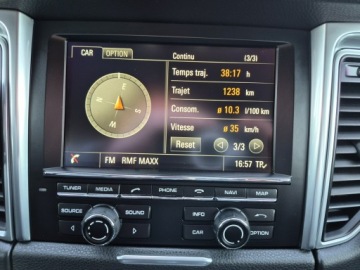 CAR OPTION Continu (3/3)
Temps traj. 38:17 h
Trajet 1238 km
Consom. ø 10.3 l/100 km
Vitesse ø 35 km/h
Reset 3/3
FM RMF MAXX 16:57 TP
TUNER MEDIA PHONE NAVI MAP
SOURCE SOUND INFO
CAR OPTION
E S N W